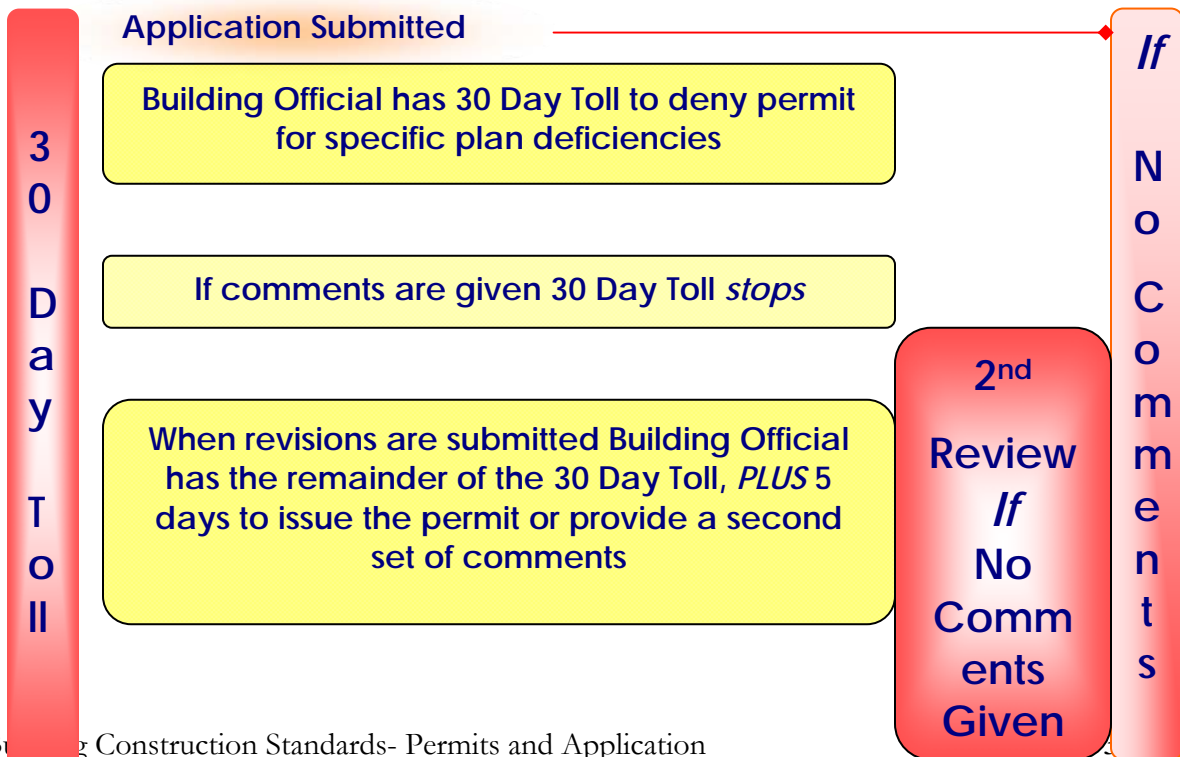 Application Submitted
30 Day Toll
Building Official has 30 Day Toll to deny permit
for specific plan deficiencies
If comments are given 30 Day Toll stops
When revisions are submitted Building Official
has the remainder of the 30 Day Toll, PLUS 5
days to issue the permit or provide a second
set of comments
2nd
Review
If
No
Comm
ents
Given
If No Comments
Construction Standards- Permits and Application